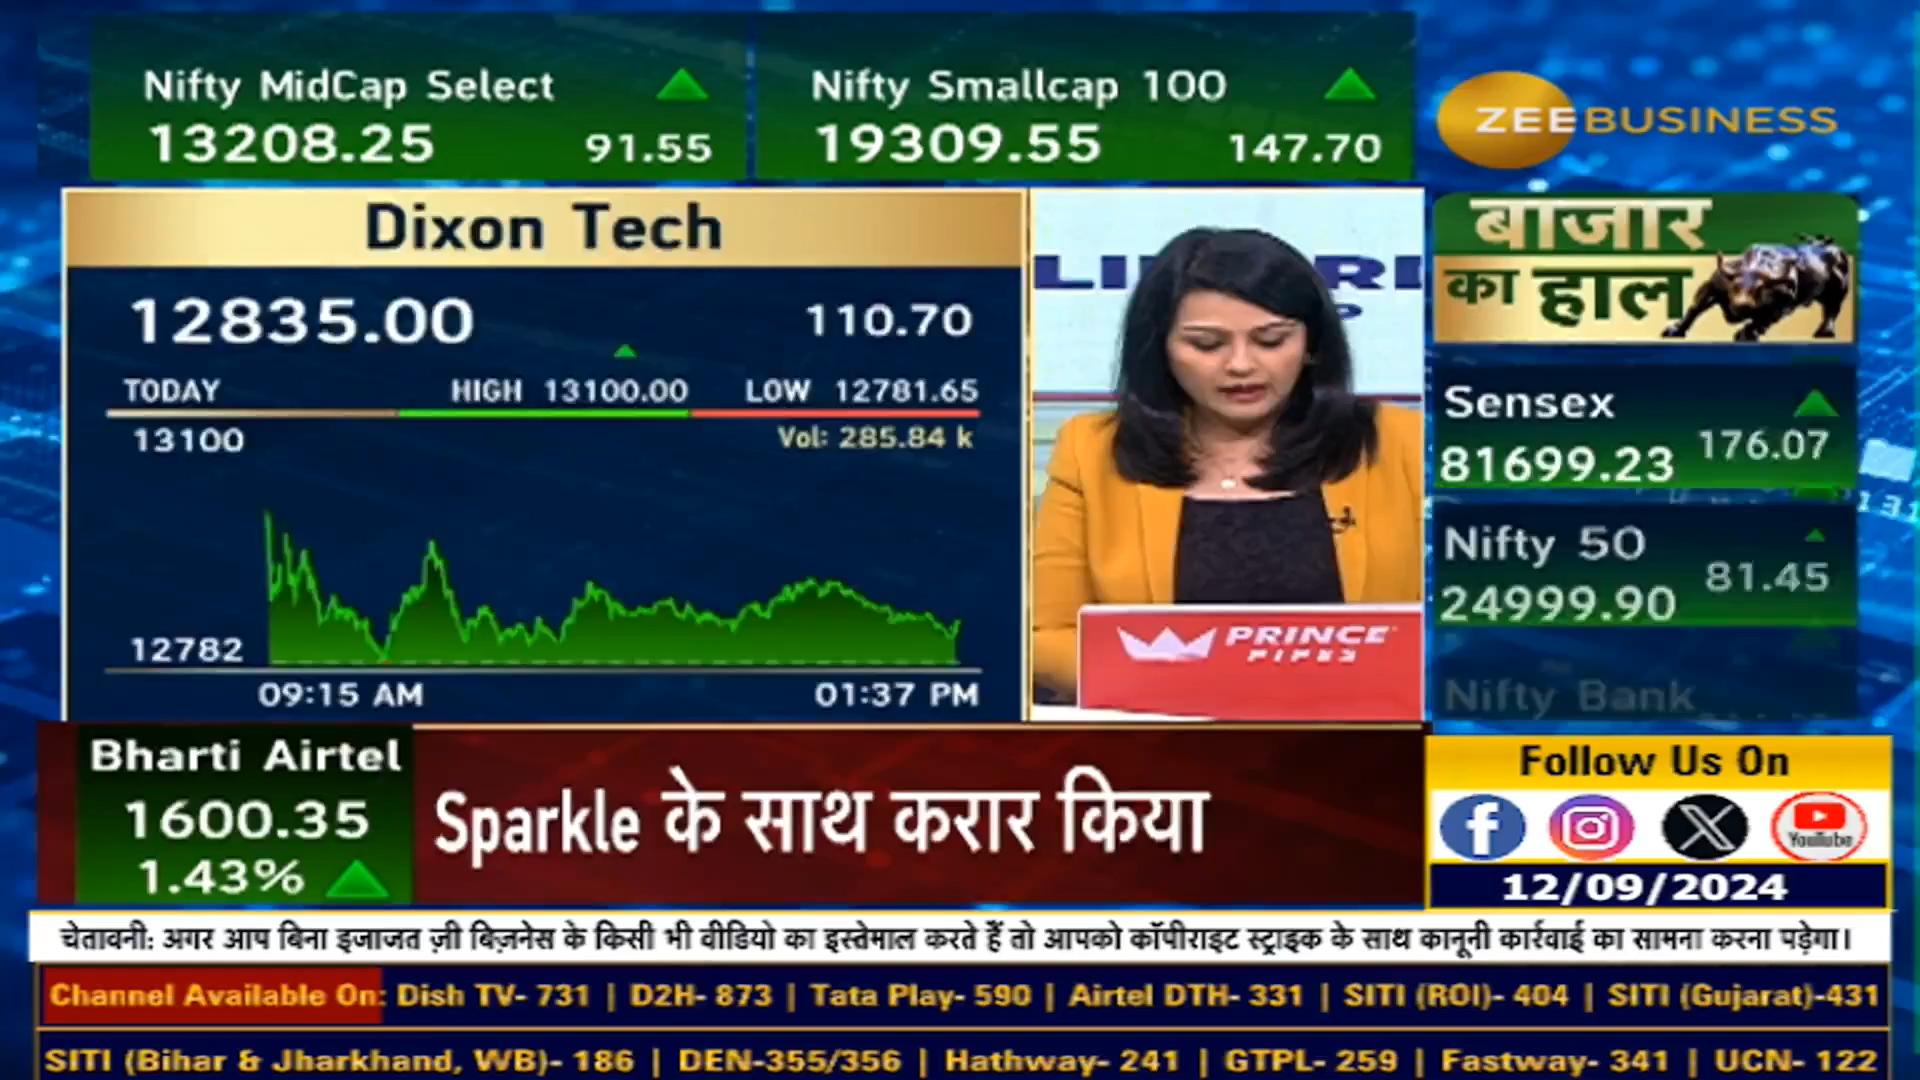 Nifty MidCap Select
13208.25 91.55
Nifty Smallcap 100
19309.55 147.70
ZEEBUSINESS
Dixon Tech
12835.00 110.70
TODAY HIGH 13100.00 LOW 12781.65
13100 Vol: 285.84 k
12782
09:15 AM 01:37 PM
PRINCE
PIPES
बाजार
का हाल
Sensex
81699.23 176.07
Nifty 50
24999.90 81.45
Nifty Bank
Bharti Airtel
1600.35
1.43%
Sparkle के साथ करार किया
Follow Us On
YouTube
12/09/2024
चेतावनी: अगर आप बिना इजाजत ज़ी बिज़नेस के किसी भी वीडियो का इस्तेमाल करते हैं तो आपको कॉपीराइट स्ट्राइक के साथ कानूनी कार्रवाई का सामना करना पड़ेगा।
Channel Available On: Dish TV- 731 | D2H- 873 | Tata Play- 590 | Airtel DTH- 331 | SITI (ROI)- 404 | SITI (Gujarat)-431
SITI (Bihar & Jharkhand, WB)- 186 | DEN-355/356 | Hathway- 241 | GTPL- 259 | Fastway- 341 | UCN- 122